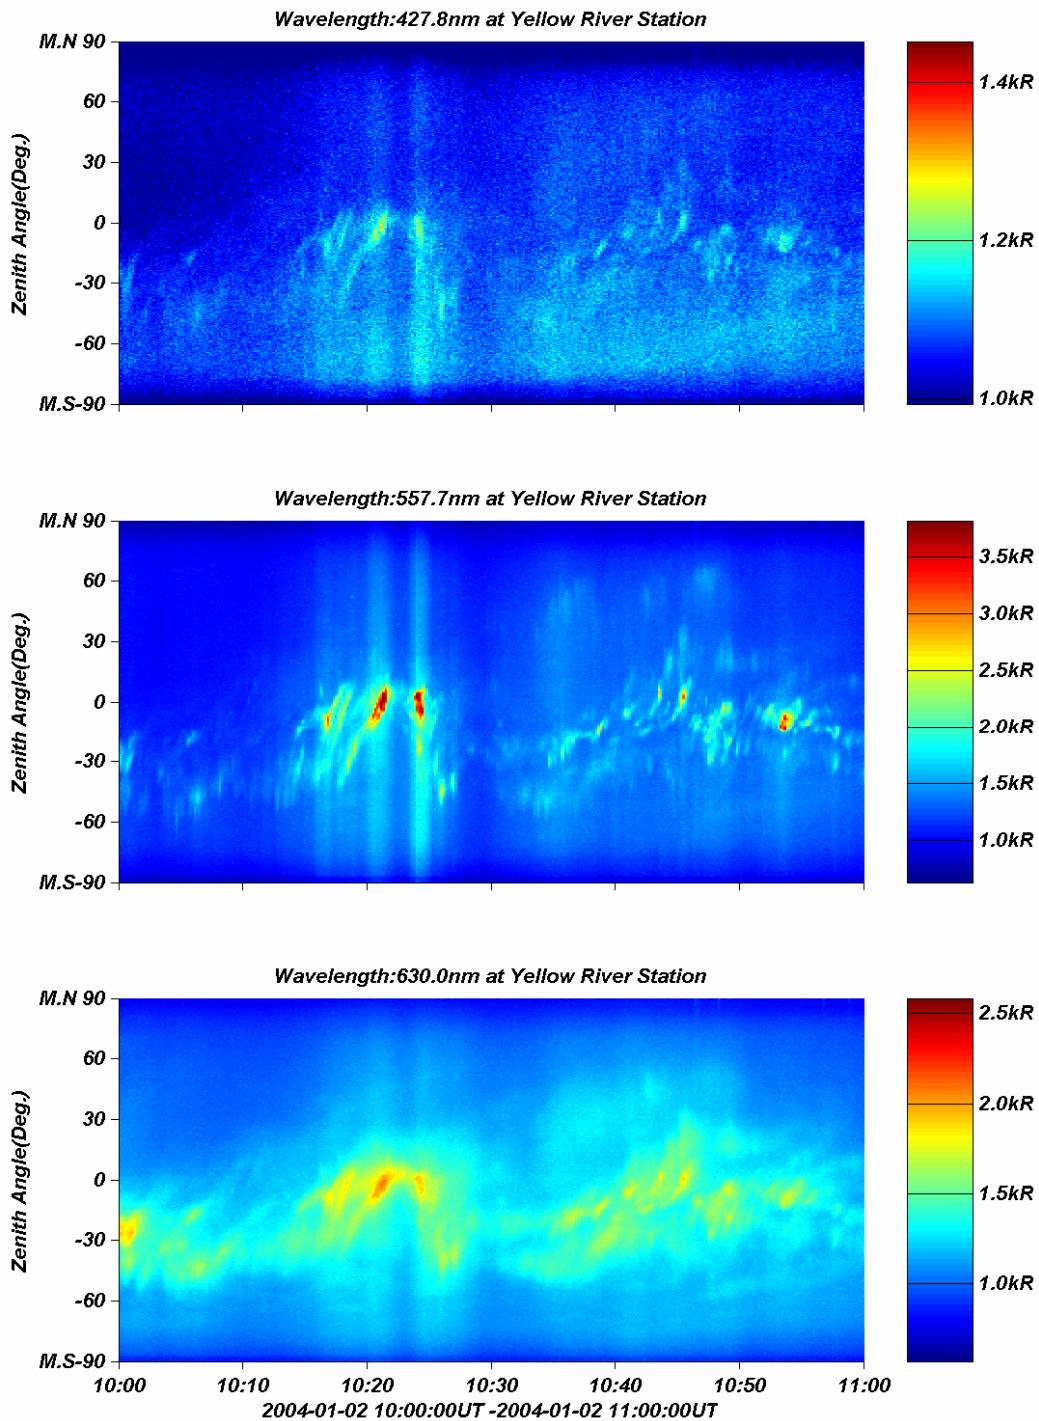 Wavelength:427.8nm at Yellow River Station
M.N 90
60
30
0
-30
-60
M.S-90
Zenith Angle(Deg.)
1.4kR
1.2kR
1.0kR
Wavelength:557.7nm at Yellow River Station
M.N 90
60
30
0
-30
-60
M.S-90
Zenith Angle(Deg.)
3.5kR
3.0kR
2.5kR
2.0kR
1.5kR
1.0kR
Wavelength:630.0nm at Yellow River Station
M.N 90
60
30
0
-30
-60
M.S-90
Zenith Angle(Deg.)
2.5kR
2.0kR
1.5kR
1.0kR
10:00 10:10 10:20 10:30 10:40 10:50 11:00
2004-01-02 10:00:00UT -2004-01-02 11:00:00UT